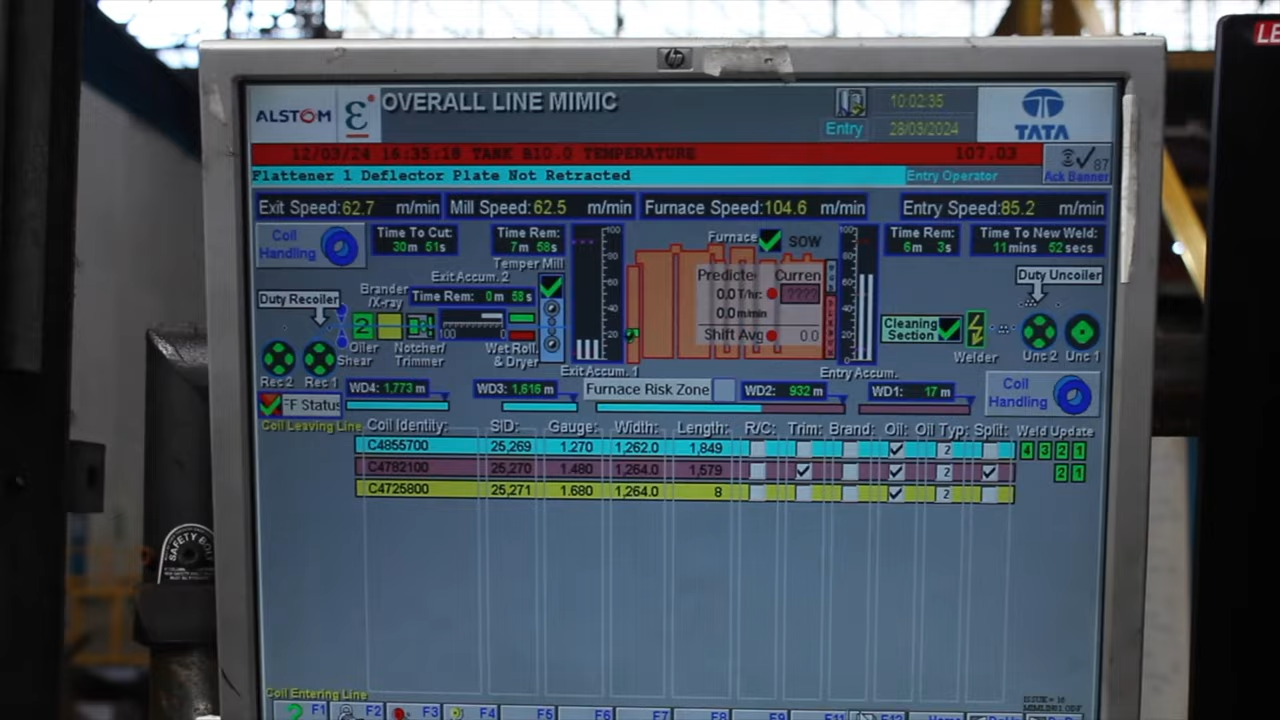 hp
LE
ALSTOM
OVERALL LINE MIMIC
10:02:35
Entry
28/03/2024
TATA
12/03/24 16:35:18 TANK B10.0 TEMPERATURE 107.03
87
Flattener 1 Deflector Plate Not Retracted
Entry Operator
Ack Banner
Exit Speed:62.7 m/min
Mill Speed:62.5 m/min
Furnace Speed:104.6 m/min
Entry Speed:85.2 m/min
Coil Handling
Time To Cut:
30m 51s
Time Rem:
7m 58s
Furnace
SOW
Time Rem:
6m 3s
Time To New Weld:
11mins 52secs
Temper Mill
Exit Accum. 2
Time Rem: 0m 58s
Predicte Curren
0.0 T/hr:
????
0.0 m/min
Shift Avg 0.0
Duty Uncoiler
Duty Recoiler
Brander /X-ray
Cleaning Section
Oiler
Shear
Notcher/ Trimmer
Wet Roll. & Dryer
Welder
Unc 2
Unc 1
Rec 2
Rec 1
Exit Accum. 1
Entry Accum.
WD4: 1,773 m
WD3: 1,616 m
Furnace Risk Zone
WD2: 932 m
WD1: 17 m
Coil Handling
FF Status
Coil Leaving Line
Coil Identity: SID: Gauge: Width: Length: R/C: Trim: Brand: Oil: Oil Typ: Split: Weld Update
C4855700 25,269 1.270 1,262.0 1,849 2 4 3 2 1
C4782100 25,270 1.480 1,264.0 1,579 2 2 1
C4725800 25,271 1.680 1,264.0 8 2
SAFETY BOLT
Coil Entering Line
F1 F2 F3 F4 F5 F6 F7 F8 F9 F11 F12